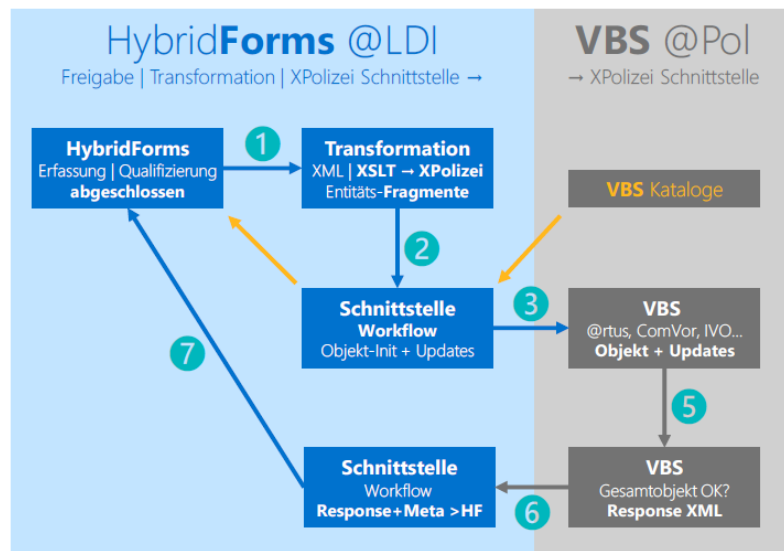 HybridForms @LDI
Freigabe | Transformation | XPolizei Schnittstelle →
VBS @Pol
→ XPolizei Schnittstelle
HybridForms
Erfassung | Qualifizierung
abgeschlossen
1
Transformation
XML | XSLT → XPolizei
Entitäts-Fragmente
VBS Kataloge
2
Schnittstelle
Workflow
Objekt-Init + Updates
3
VBS
@rtus, ComVor, IVO...
Objekt + Updates
7
5
Schnittstelle
Workflow
Response+Meta >HF
6
VBS
Gesamtobjekt OK?
Response XML